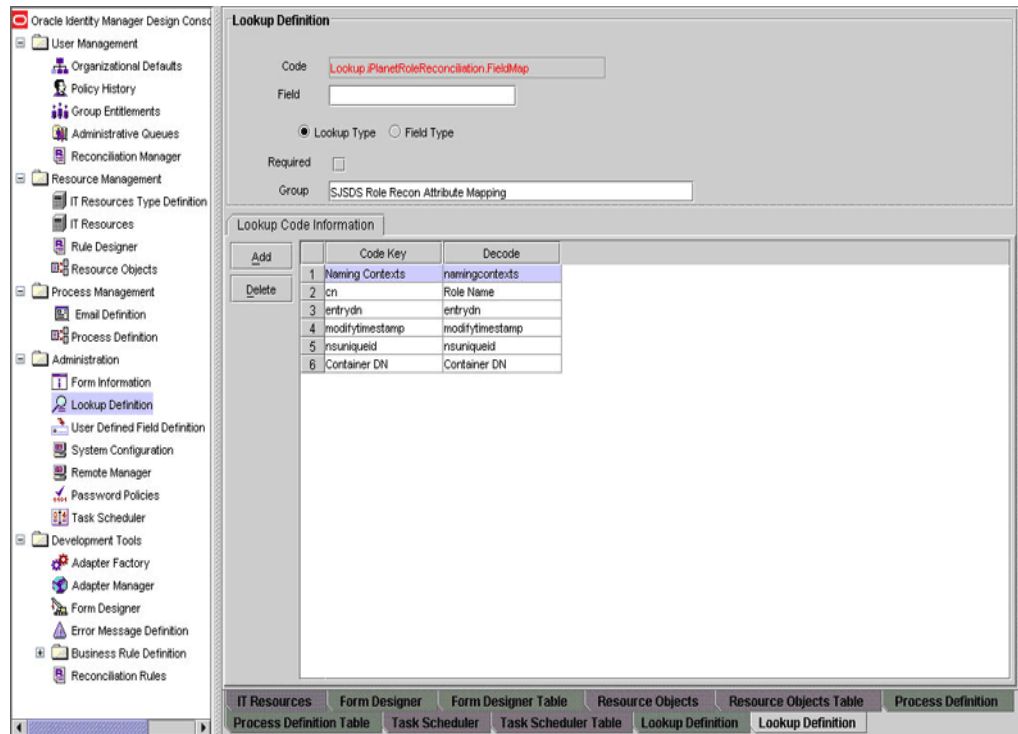 Oracle Identity Manager Design Consc
User Management
Organizational Defaults
Policy History
Group Entitlements
Administrative Queues
Reconciliation Manager
Resource Management
IT Resources Type Definition
IT Resources
Rule Designer
Resource Objects
Process Management
Email Definition
Process Definition
Administration
Form Information
Lookup Definition
User Defined Field Definition
System Configuration
Remote Manager
Password Policies
Task Scheduler
Development Tools
Adapter Factory
Adapter Manager
Form Designer
Error Message Definition
Business Rule Definition
Reconciliation Rules
Lookup Definition
Code Lookup.iPlanetRoleReconciliation.FieldMap
Field
Lookup Type Field Type
Required
Group SJSDS Role Recon Attribute Mapping
Lookup Code Information
Add
Delete
Code Key Decode
1 Naming Contexts namingcontexts
2 cn Role Name
3 entrydn entrydn
4 modifytimestamp modifytimestamp
5 nsuniqueid nsuniqueid
6 Container DN Container DN
IT Resources Form Designer Form Designer Table Resource Objects Resource Objects Table Process Definition
Process Definition Table Task Scheduler Task Scheduler Table Lookup Definition Lookup Definition